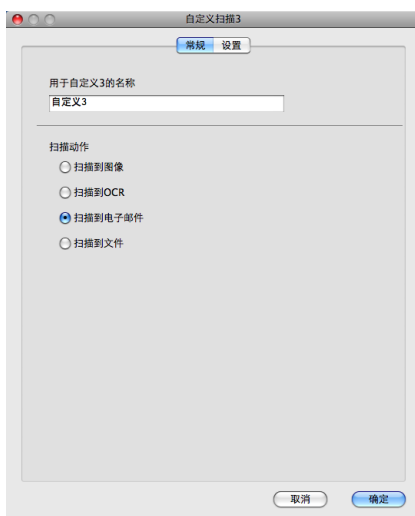 自定义扫描3
常规 设置
用于自定义3的名称
自定义3
扫描动作
扫描到图像
扫描到OCR
扫描到电子邮件
扫描到文件
取消 确定